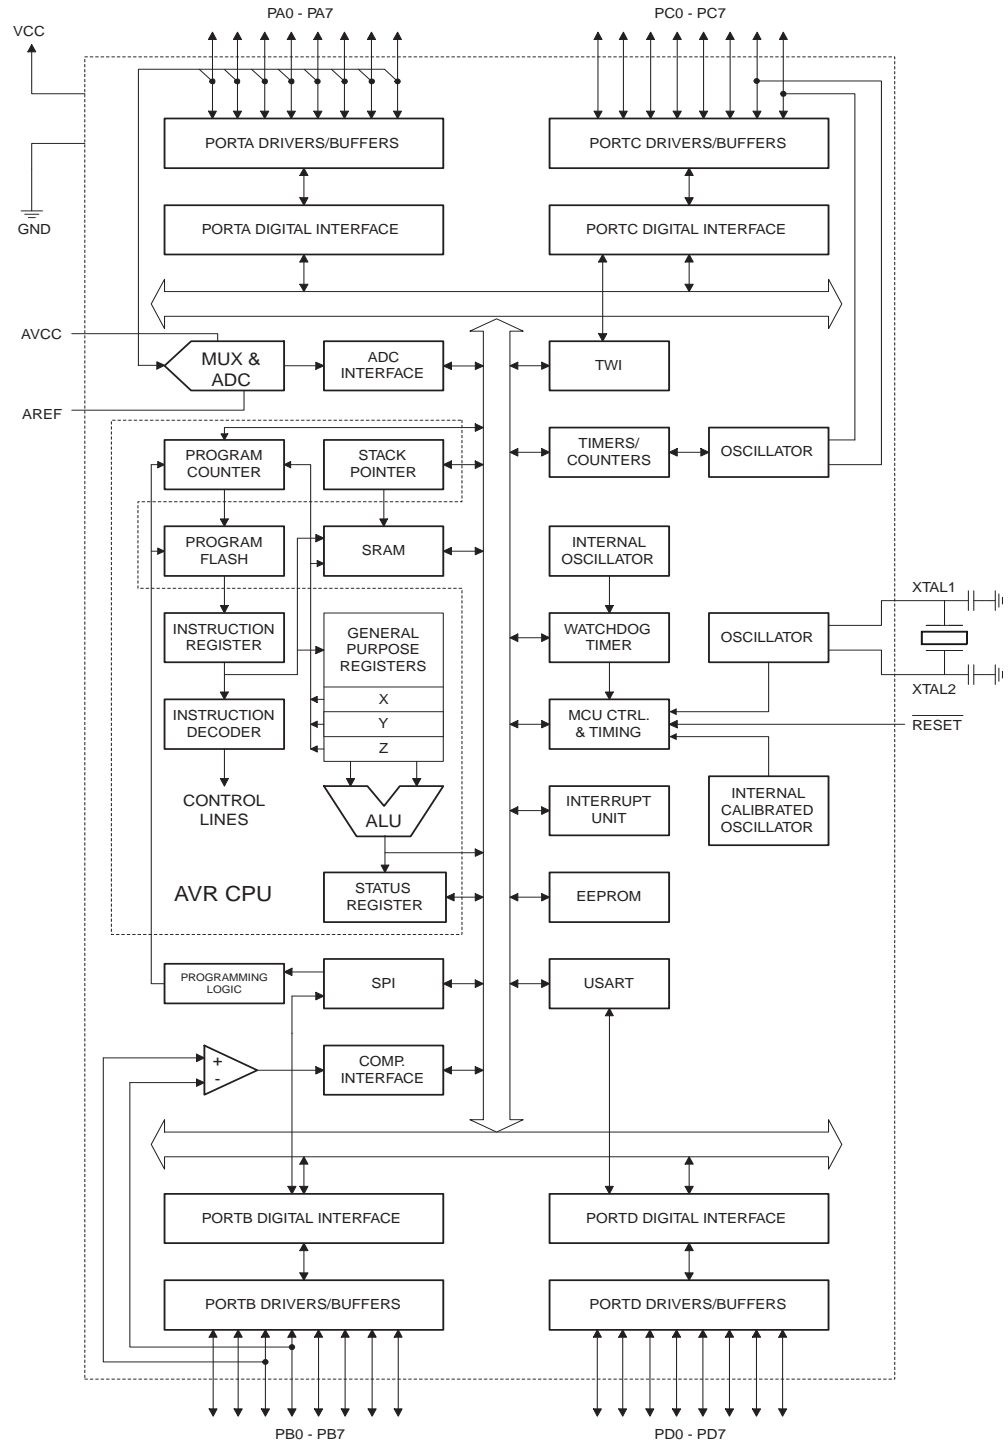 PA0 - PA7
PC0 - PC7
VCC
PORTA DRIVERS/BUFFERS
PORTC DRIVERS/BUFFERS
PORTA DIGITAL INTERFACE
PORTC DIGITAL INTERFACE
GND
AVCC
MUX &
ADC
ADC
INTERFACE
TWI
AREF
PROGRAM
COUNTER
STACK
POINTER
TIMERS/
COUNTERS
OSCILLATOR
PROGRAM
FLASH
SRAM
INTERNAL
OSCILLATOR
XTAL1
INSTRUCTION
REGISTER
GENERAL
PURPOSE
REGISTERS
WATCHDOG
TIMER
OSCILLATOR
XTAL2
X
INSTRUCTION
DECODER
Y
MCU CTRL.
& TIMING
RESET
Z
CONTROL
LINES
ALU
INTERRUPT
UNIT
INTERNAL
CALIBRATED
OSCILLATOR
AVR CPU
STATUS
REGISTER
EEPROM
PROGRAMMING
LOGIC
SPI
USART
+
-
COMP.
INTERFACE
PORTB DIGITAL INTERFACE
PORTD DIGITAL INTERFACE
PORTB DRIVERS/BUFFERS
PORTD DRIVERS/BUFFERS
PB0 - PB7
PD0 - PD7